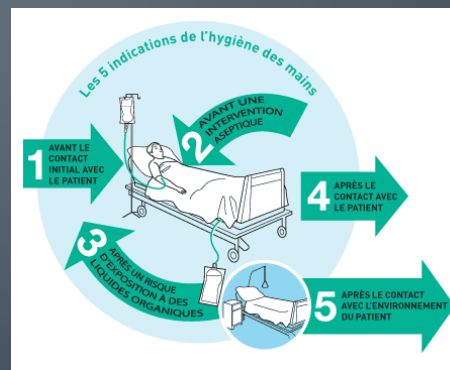 Les 5 indications de l'hygiène des mains
1
AVANT LE
CONTACT
INITIAL AVEC
LE PATIENT
2
AVANT UNE
INTERVENTION
ASEPTIQUE
3
APRÈS UN RISQUE
D'EXPOSITION À DES
LIQUIDES ORGANIQUES
4
APRÈS LE
CONTACT AVEC
LE PATIENT
5
APRÈS LE CONTACT
AVEC L'ENVIRONNEMENT
DU PATIENT